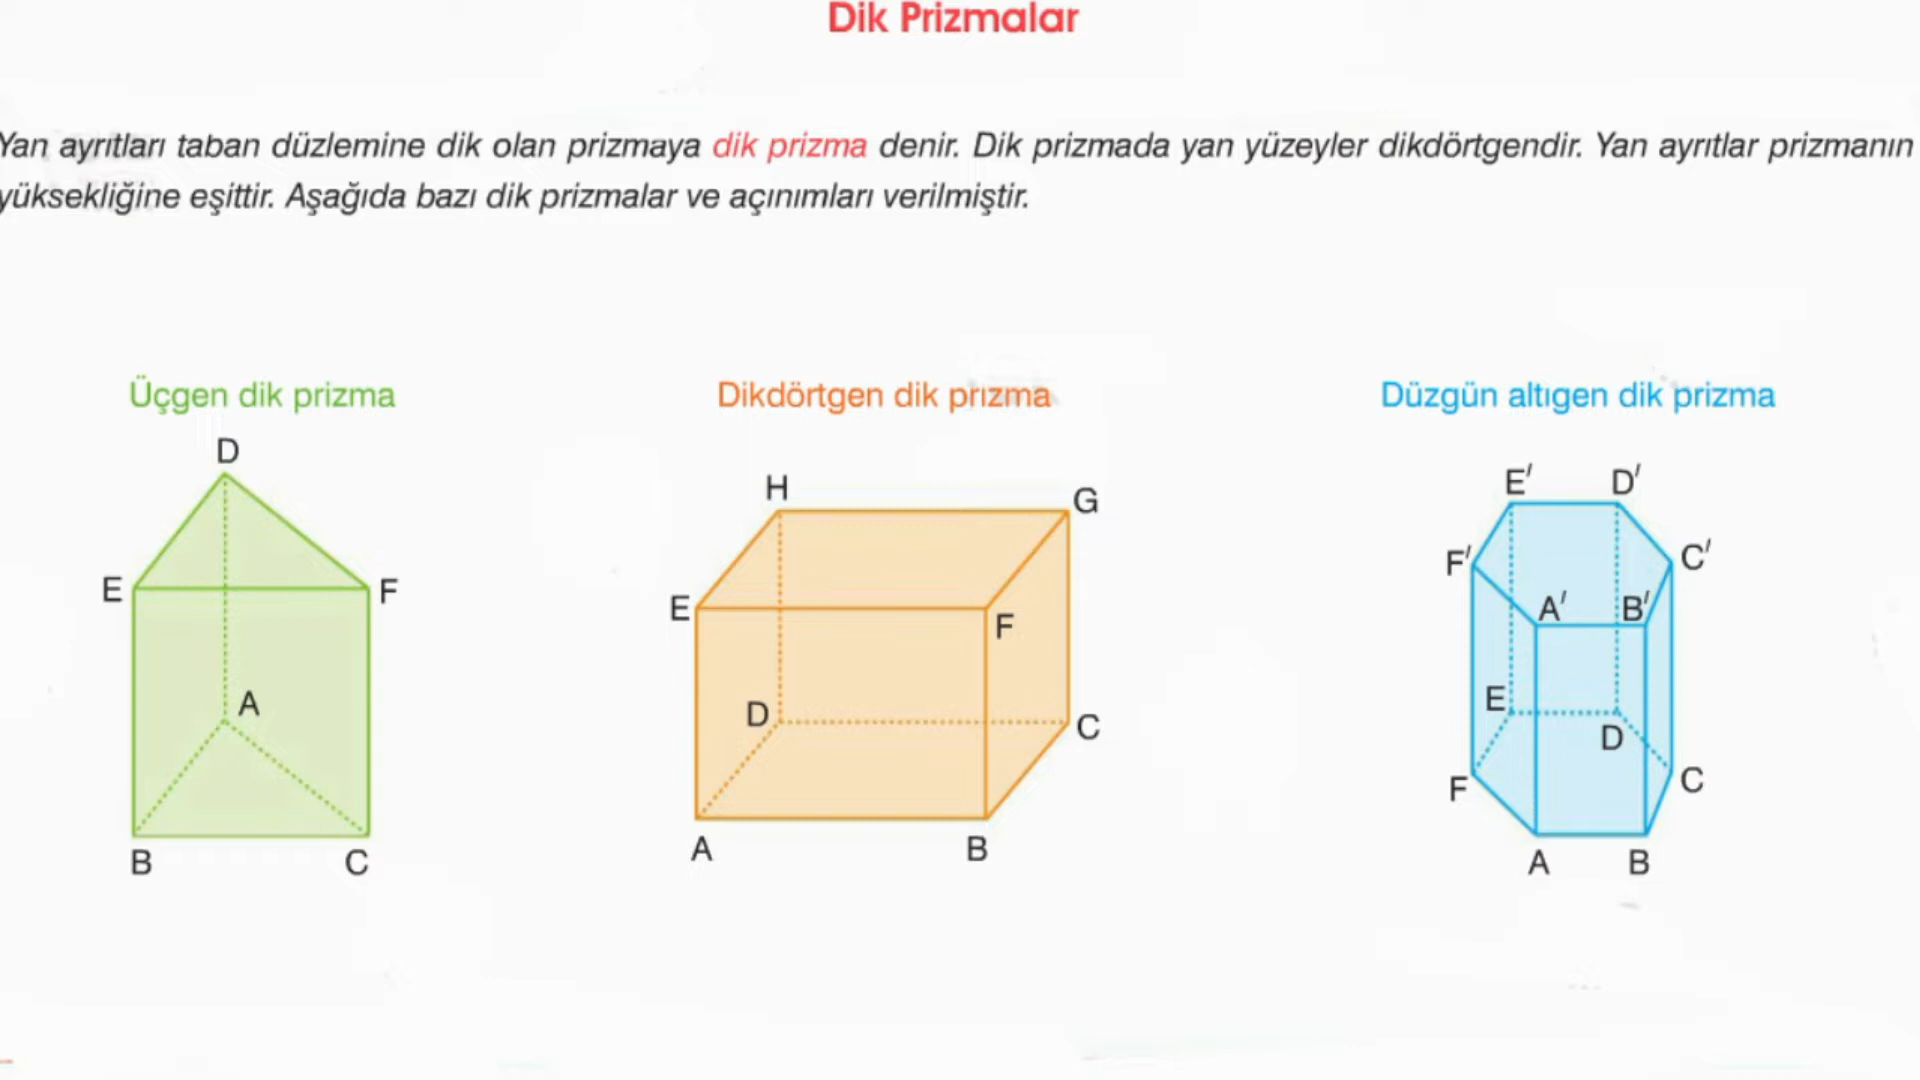 Dik Prizmalar
Yan ayrıtları taban düzlemine dik olan prizmaya dik prizma denir. Dik prizmada yan yüzeyler dikdörtgendir. Yan ayrıtlar prizmanın
yüksekliğine eşittir. Aşağıda bazı dik prizmalar ve açınımları verilmiştir.
Üçgen dik prizma
D
E
F
A
B
C
Dikdörtgen dik prizma
H
G
E
F
D
C
A
B
Düzgün altıgen dik prizma
E′
D′
F′
C′
A′
B′
E
D
F
C
A
B